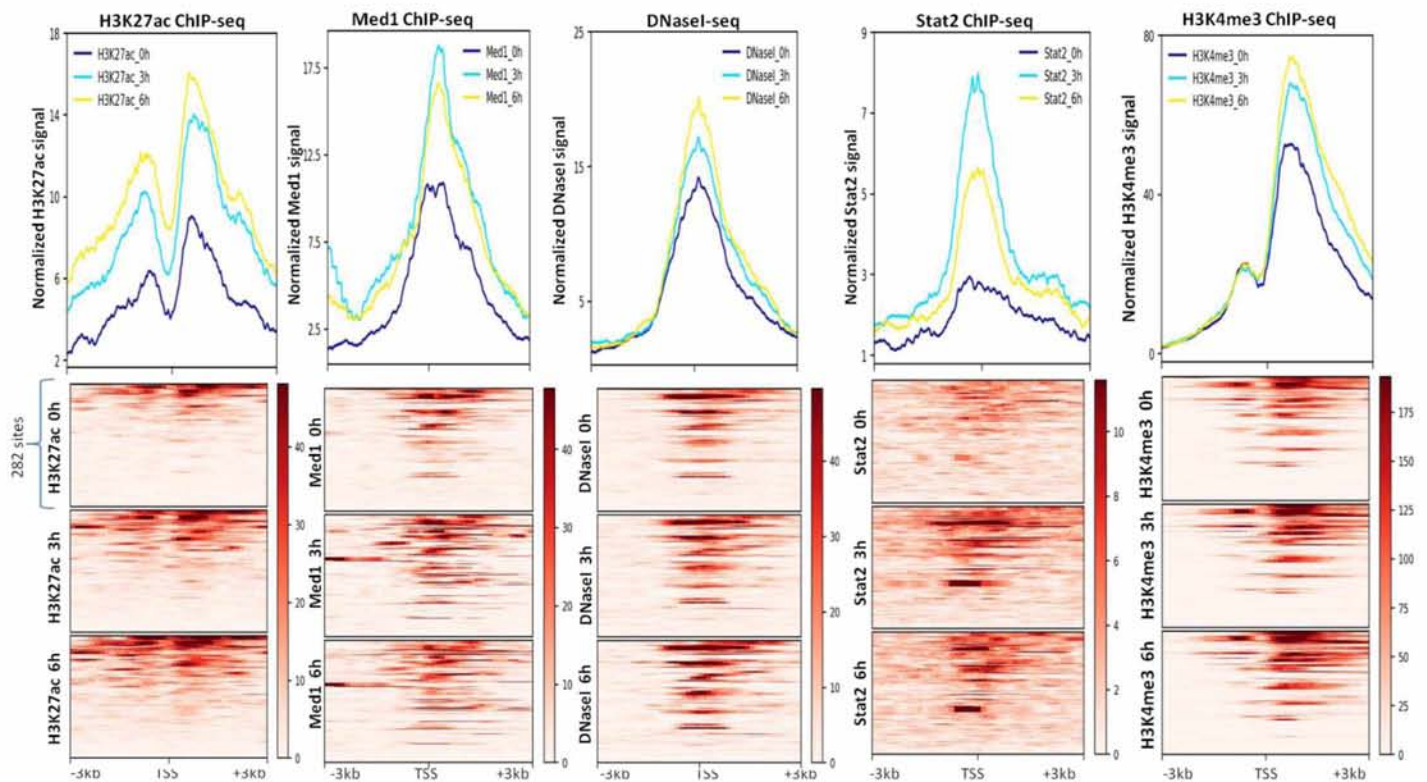 H3K27ac ChIP-seq
Med1 ChIP-seq
DNaseI-seq
Stat2 ChIP-seq
H3K4me3 ChIP-seq
Normalized H3K27ac signal
18
14
10
6
2
H3K27ac_0h
H3K27ac_3h
H3K27ac_6h
Normalized Med1 signal
17.5
12.5
7.5
2.5
Med1_0h
Med1_3h
Med1_6h
Normalized DNaseI signal
25
15
5
DNaseI_0h
DNaseI_3h
DNaseI_6h
Normalized Stat2 signal
9
7
5
3
1
Stat2_0h
Stat2_3h
Stat2_6h
Normalized H3K4me3 signal
80
40
0
H3K4me3_0h
H3K4me3_3h
H3K4me3_6h
282 sites
H3K27ac 0h
H3K27ac 3h
H3K27ac 6h
40
30
20
10
0
-3kb TSS +3kb
Med1 0h
Med1 3h
Med1 6h
40
30
20
10
0
-3kb TSS +3kb
DNaseI 0h
DNaseI 3h
DNaseI 6h
40
30
20
10
0
-3kb TSS +3kb
Stat2 0h
Stat2 3h
Stat2 6h
10
8
6
4
2
0
-3kb TSS +3kb
H3K4me3 0h
H3K4me3 3h
H3K4me3 6h
175
150
125
100
75
50
25
0
-3kb TSS +3kb